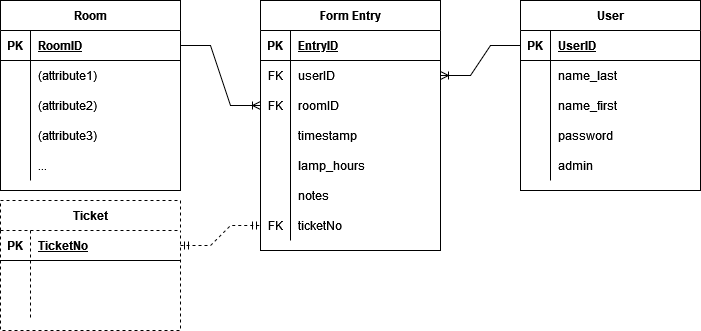 Room
PK RoomID
(attribute1)
(attribute2)
(attribute3)
...
Form Entry
PK EntryID
FK userID
FK roomID
timestamp
lamp_hours
notes
FK ticketNo
User
PK UserID
name_last
name_first
password
admin
Ticket
PK TicketNo